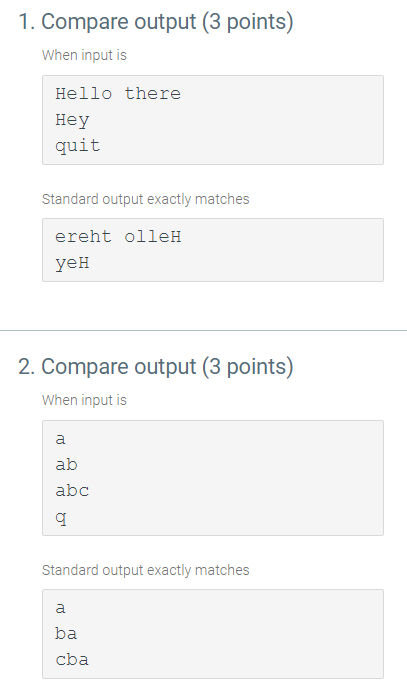 1. Compare output (3 points)
When input is
Hello there
Hey
quit
Standard output exactly matches
ereht olleH
yeH
2. Compare output (3 points)
When input is
a
ab
abc
q
Standard output exactly matches
a
ba
cba